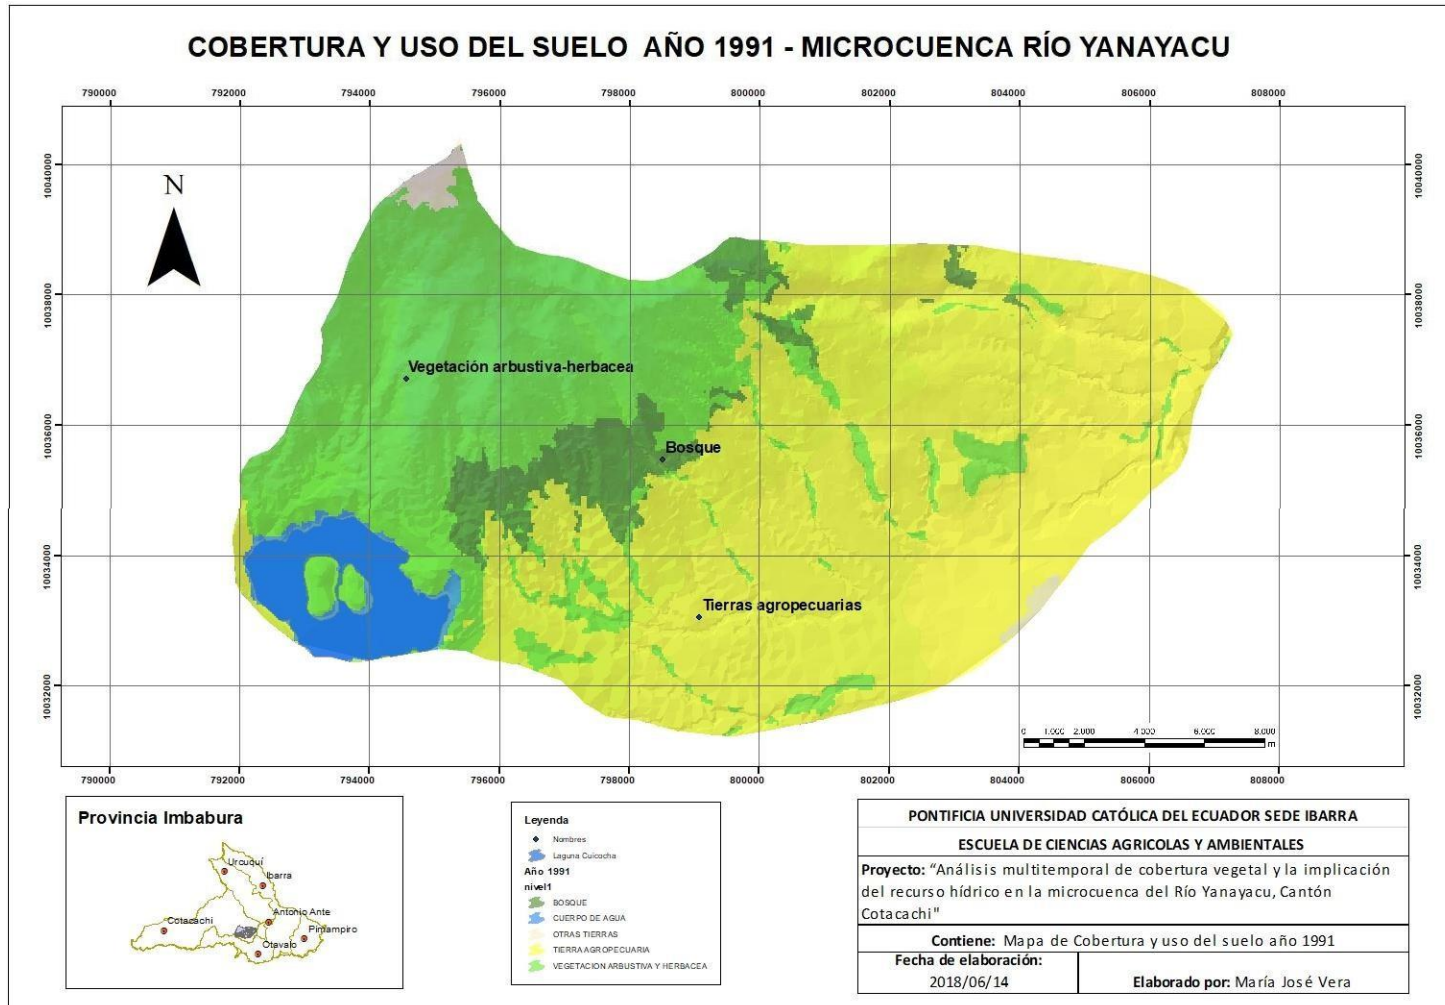 COBERTURA Y USO DEL SUELO AÑO 1991 - MICROCUENCA RÍO YANAYACU
790000 792000 794000 796000 798000 800000 802000 804000 806000 808000
10040000 10040000
N
10038000 10038000
Vegetación arbustiva-herbacea
10036000 10036000
Bosque
10034000 10034000
Tierras agropecuarias
10032000 10032000
0 1.000 2.000 4.000 6.000 8.000
m
790000 792000 794000 796000 798000 800000 802000 804000 806000 808000
Provincia Imbabura
Urcuquí
Ibarra
Antonio Ante
Cotacachi
Pimampiro
Otavalo
Leyenda
Nombres
Laguna Cuicocha
Año 1991
nivel1
BOSQUE
CUERPO DE AGUA
OTRAS TIERRAS
TIERRA AGROPECUARIA
VEGETACION ARBUSTIVA Y HERBACEA
PONTIFICIA UNIVERSIDAD CATÓLICA DEL ECUADOR SEDE IBARRA
ESCUELA DE CIENCIAS AGRICOLAS Y AMBIENTALES
Proyecto: “Análisis multitemporal de cobertura vegetal y la implicación
del recurso hídrico en la microcuenca del Río Yanayacu, Cantón
Cotacachi"
Contiene: Mapa de Cobertura y uso del suelo año 1991
Fecha de elaboración:
2018/06/14
Elaborado por: María José Vera